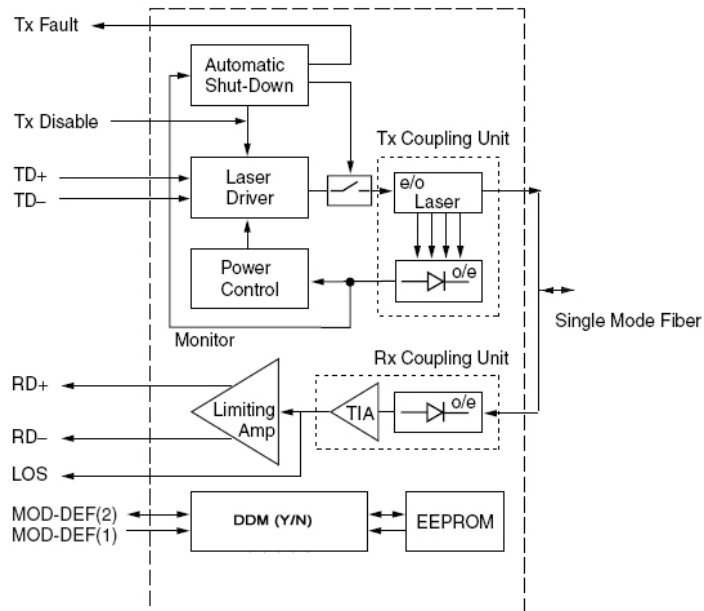 Tx Fault
Automatic
Shut-Down
Tx Disable
Tx Coupling Unit
TD+
TD–
Laser
Driver
e/o
Laser
Power
Control
o/e
Monitor
Single Mode Fiber
Rx Coupling Unit
RD+
RD–
Limiting
Amp
TIA
o/e
LOS
MOD-DEF(2)
MOD-DEF(1)
DDM (Y/N)
EEPROM